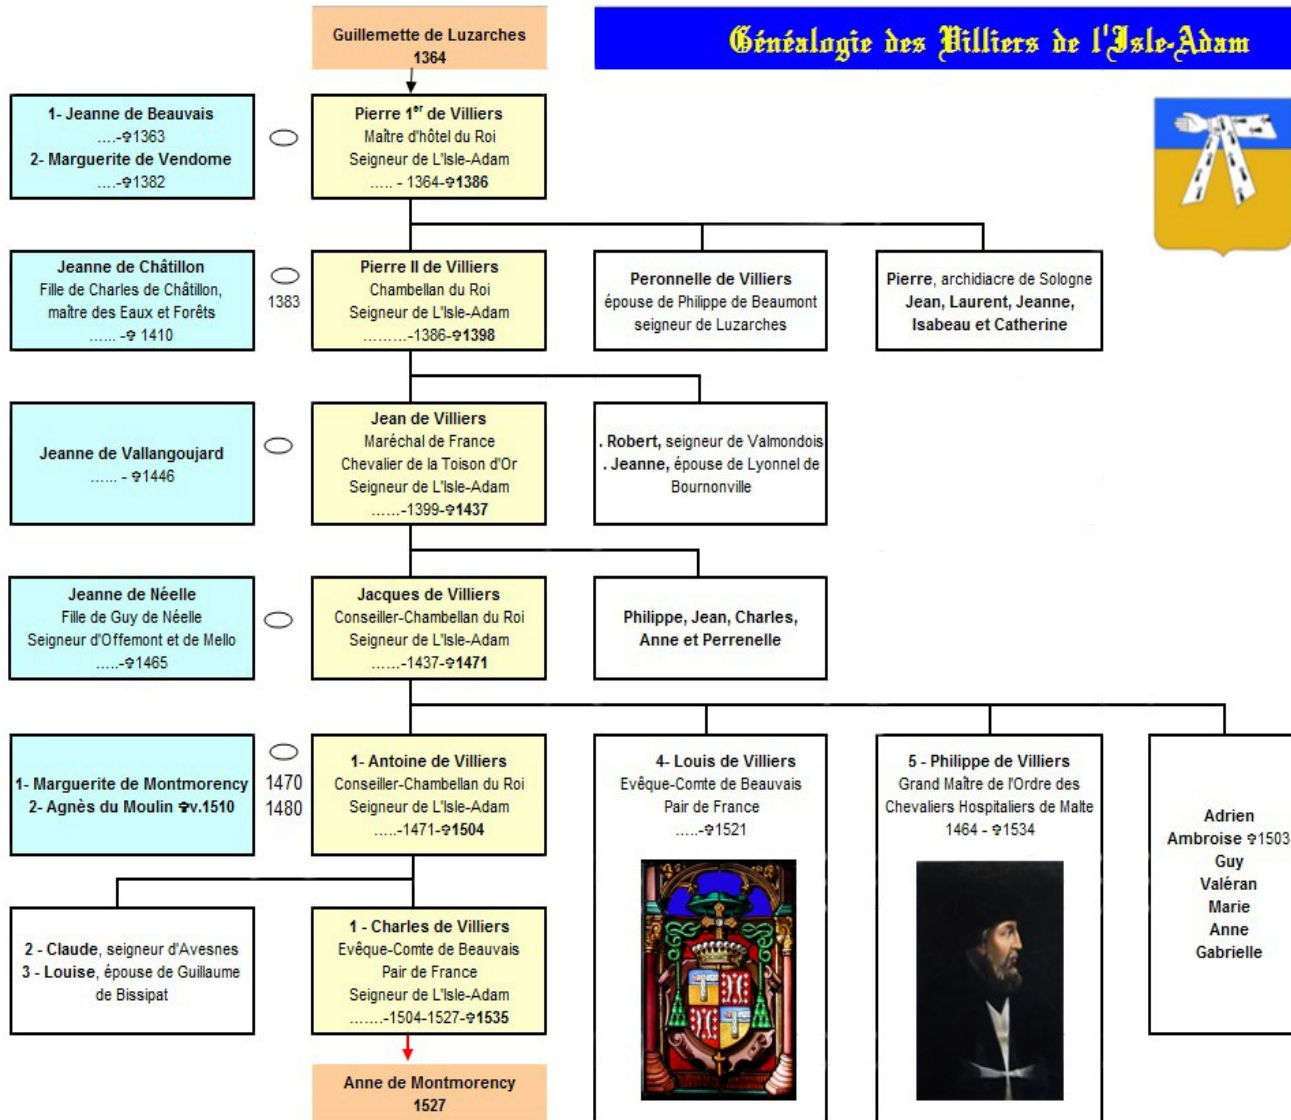 Guillemette de Luzarches
1364
Généalogie des Villiers de l'Isle-Adam
1- Jeanne de Beauvais
....-✞1363
2- Marguerite de Vendome
....-✞1382
Pierre 1er de Villiers
Maître d'hôtel du Roi
Seigneur de L'Isle-Adam
..... - 1364-✞1386
Jeanne de Châtillon
Fille de Charles de Châtillon,
maître des Eaux et Forêts
...... -✞ 1410
1383
Pierre II de Villiers
Chambellan du Roi
Seigneur de L'Isle-Adam
.........-1386-✞1398
Peronnelle de Villiers
épouse de Philippe de Beaumont
seigneur de Luzarches
Pierre, archidiacre de Sologne
Jean, Laurent, Jeanne,
Isabeau et Catherine
Jeanne de Vallangoujard
...... - ✞1446
Jean de Villiers
Maréchal de France
Chevalier de la Toison d'Or
Seigneur de L'Isle-Adam
......-1399-✞1437
. Robert, seigneur de Valmondois
. Jeanne, épouse de Lyonnel de
Bournonville
Jeanne de Néelle
Fille de Guy de Néelle
Seigneur d'Offemont et de Mello
.....-✞1465
Jacques de Villiers
Conseiller-Chambellan du Roi
Seigneur de L'Isle-Adam
......-1437-✞1471
Philippe, Jean, Charles,
Anne et Perrenelle
1- Marguerite de Montmorency
2- Agnès du Moulin ✞v.1510
1470
1480
1- Antoine de Villiers
Conseiller-Chambellan du Roi
Seigneur de L'Isle-Adam
.....-1471-✞1504
4- Louis de Villiers
Evêque-Comte de Beauvais
Pair de France
.....-✞1521
5 - Philippe de Villiers
Grand Maître de l'Ordre des
Chevaliers Hospitaliers de Malte
1464 - ✞1534
Adrien
Ambroise ✞1503
Guy
Valéran
Marie
Anne
Gabrielle
2 - Claude, seigneur d'Avesnes
3 - Louise, épouse de Guillaume
de Bissipat
1 - Charles de Villiers
Evêque-Comte de Beauvais
Pair de France
Seigneur de L'Isle-Adam
.......-1504-1527-✞1535
Anne de Montmorency
1527